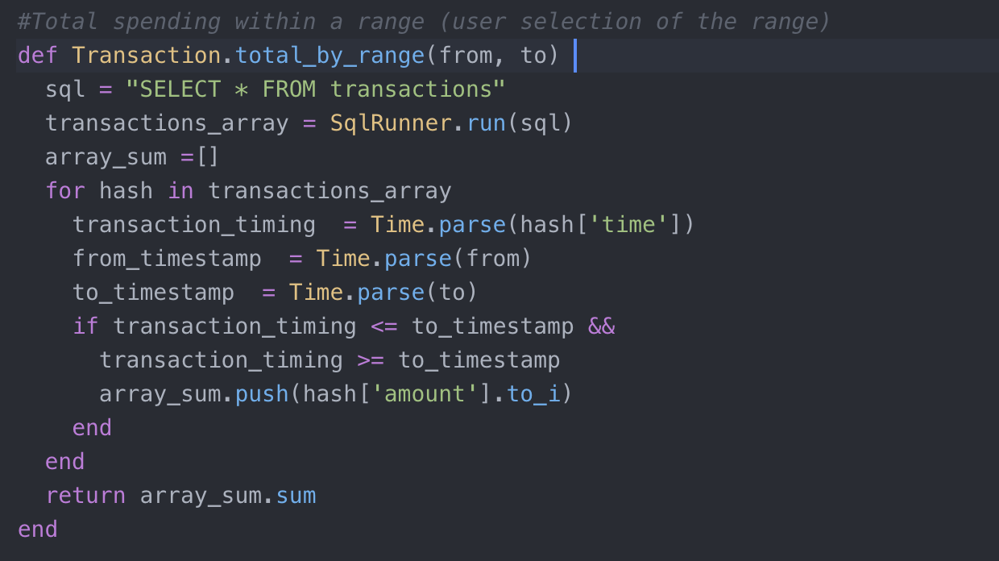 #Total spending within a range (user selection of the range)
def Transaction.total_by_range(from, to)
  sql = "SELECT * FROM transactions"
  transactions_array = SqlRunner.run(sql)
  array_sum =[]
  for hash in transactions_array
    transaction_timing  = Time.parse(hash['time'])
    from_timestamp  = Time.parse(from)
    to_timestamp  = Time.parse(to)
    if transaction_timing <= to_timestamp &&
      transaction_timing >= to_timestamp
      array_sum.push(hash['amount'].to_i)
    end
  end
  return array_sum.sum
end